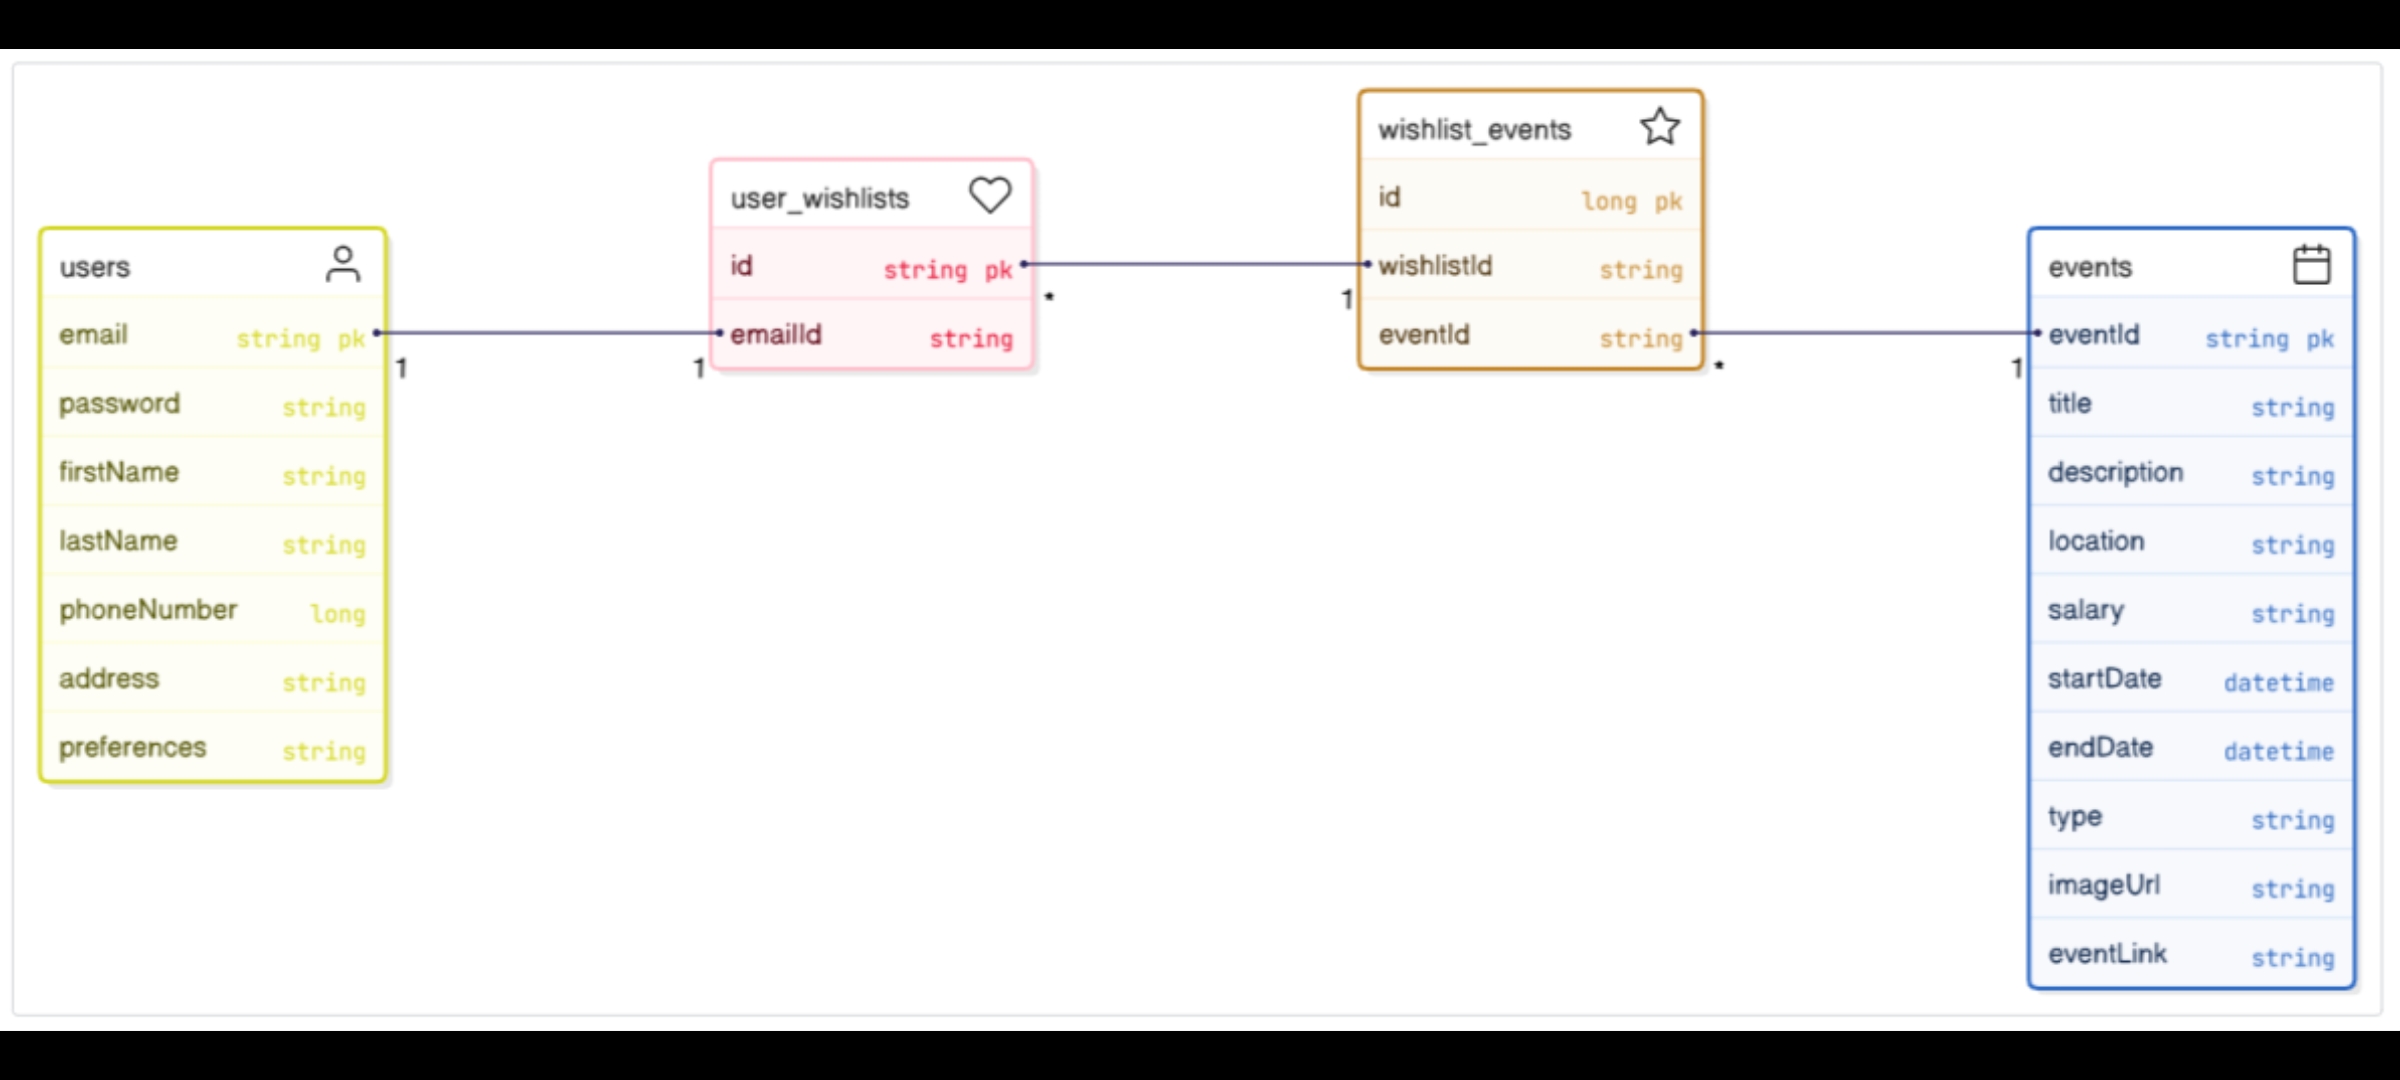 users
email string pk
password string
firstName string
lastName string
phoneNumber long
address string
preferences string
1
1
user_wishlists
id string pk
emailId string
*
1
wishlist_events
id long pk
wishlistId string
eventId string
*
1
events
eventId string pk
title string
description string
location string
salary string
startDate datetime
endDate datetime
type string
imageUrl string
eventLink string